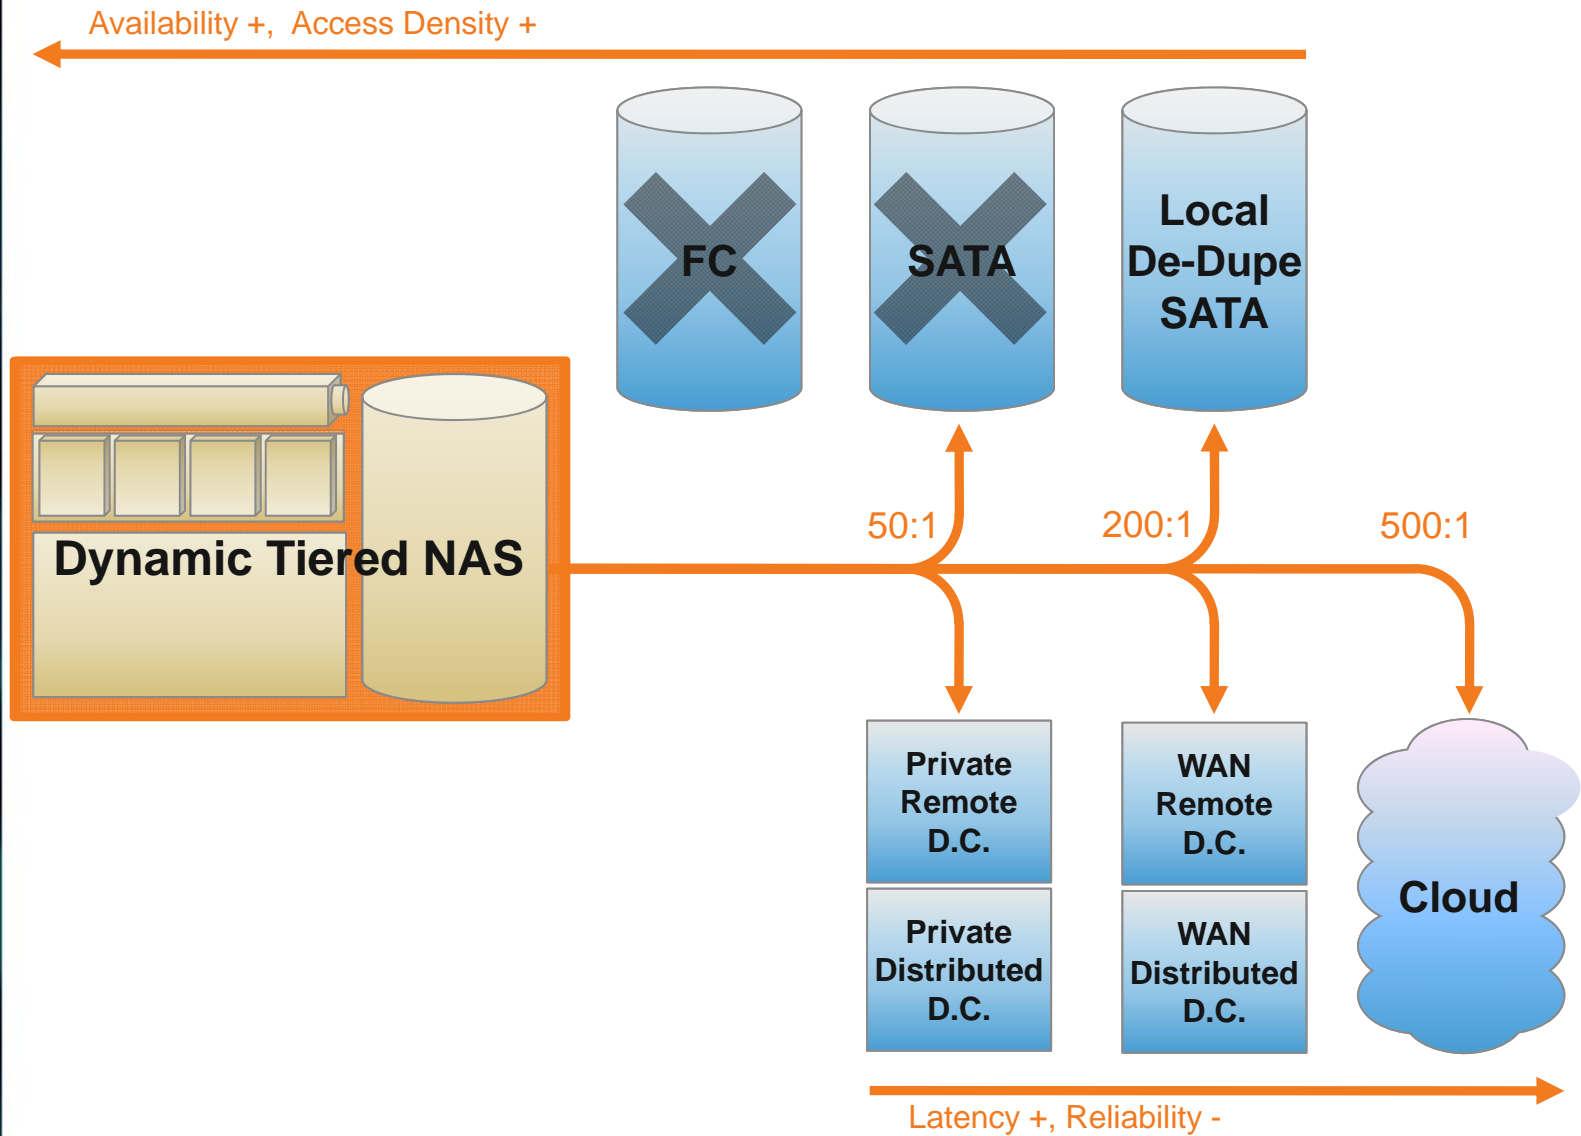 Availability +, Access Density +
FC
SATA
Local
De-Dupe
SATA
Dynamic Tiered NAS
50:1
200:1
500:1
Private
Remote
D.C.
WAN
Remote
D.C.
Private
Distributed
D.C.
WAN
Distributed
D.C.
Cloud
Latency +, Reliability -